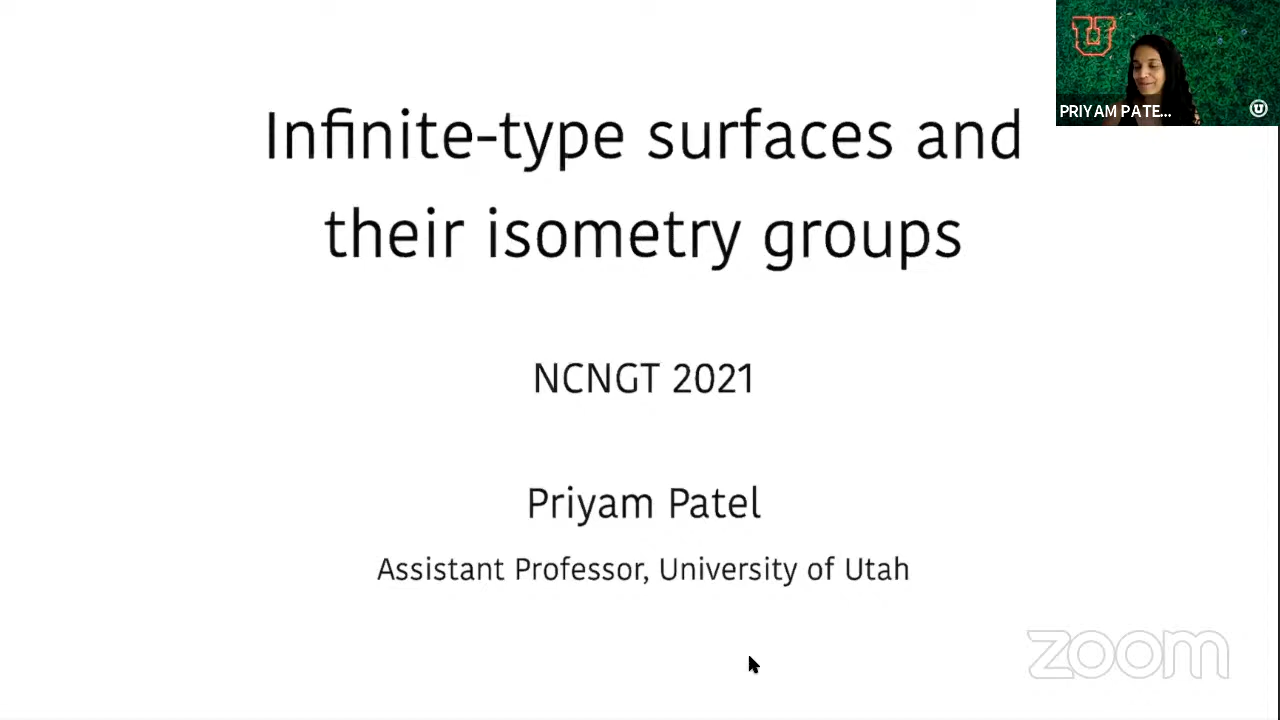 Infinite-type surfaces and
their isometry groups
NCNGT 2021
Priyam Patel
Assistant Professor, University of Utah
PRIYAM PATE...
U
zoom